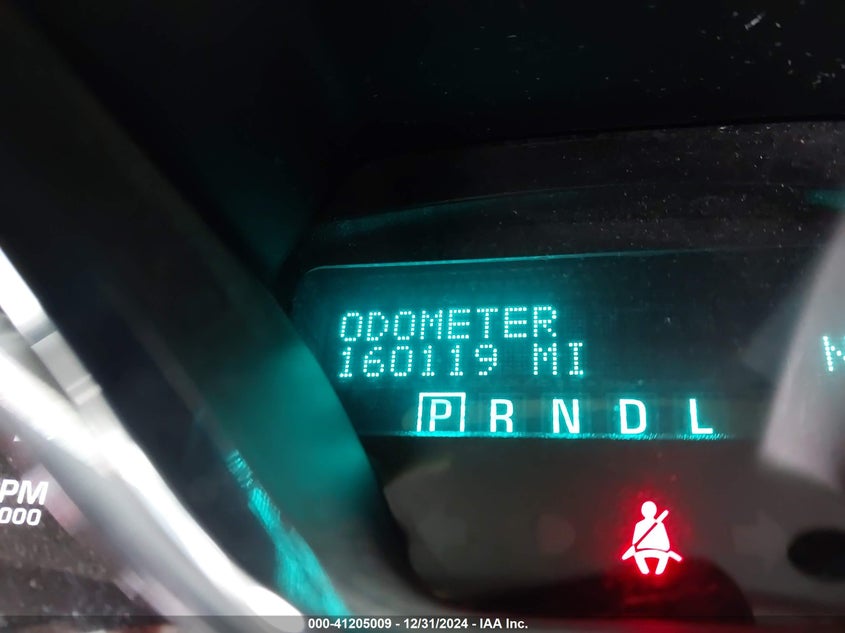 ODOMETER
160119 MI
N
P R N D L
PM
000
000-41205009 - 12/31/2024 - IAA Inc.